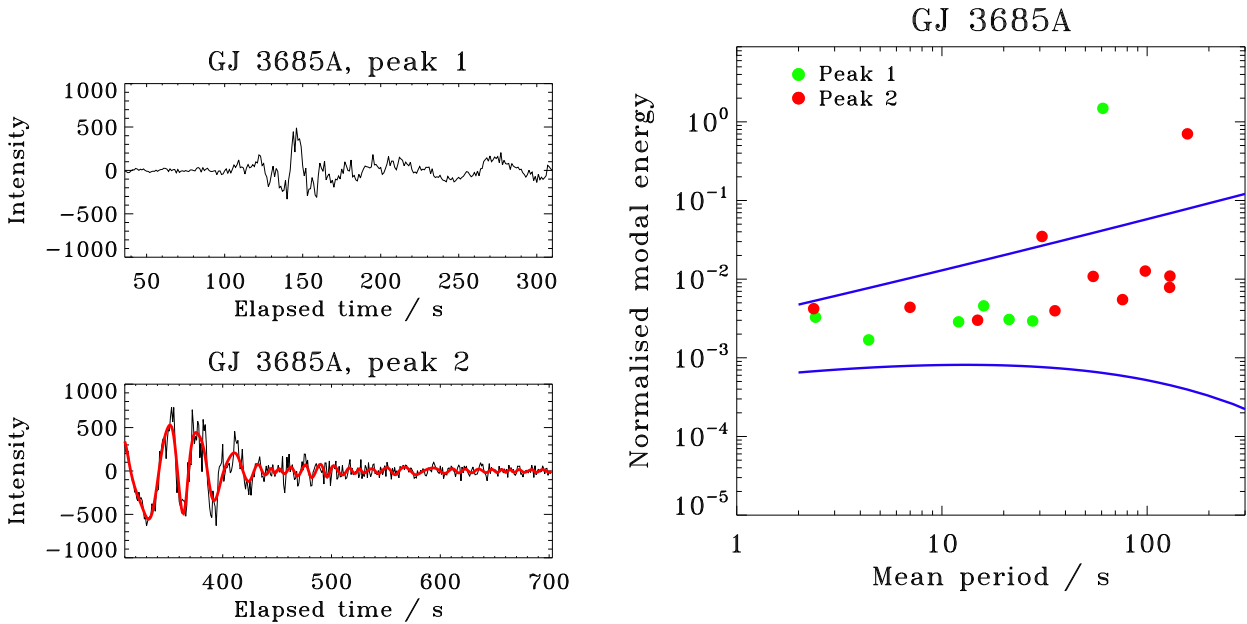 GJ 3685A, peak 1
1000
500
0
−500
−1000
Intensity
50 100 150 200 250 300
Elapsed time / s
GJ 3685A, peak 2
1000
500
0
−500
−1000
Intensity
400 500 600 700
Elapsed time / s
GJ 3685A
Peak 1
Peak 2
10⁰
10⁻¹
10⁻²
10⁻³
10⁻⁴
10⁻⁵
Normalised modal energy
1 10 100
Mean period / s